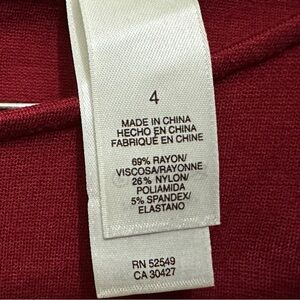 4
MADE IN CHINA
HECHO EN CHINA
FABRIQUÉ EN CHINE
69% RAYON/
VISCOSA/RAYONNE
26% NYLON/
POLIAMIDA
5% SPANDEX/
ELASTANO
RN 52549
CA 30427